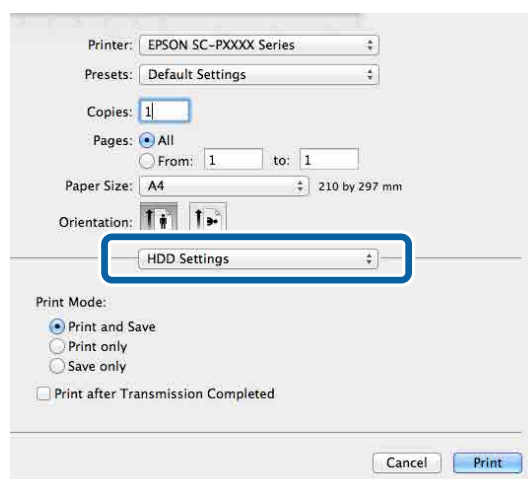 Printer: EPSON SC-PXXXX Series
Presets: Default Settings
Copies: 1
Pages: All
From: 1 to: 1
Paper Size: A4 210 by 297 mm
Orientation:
HDD Settings
Print Mode:
Print and Save
Print only
Save only
Print after Transmission Completed
Cancel Print